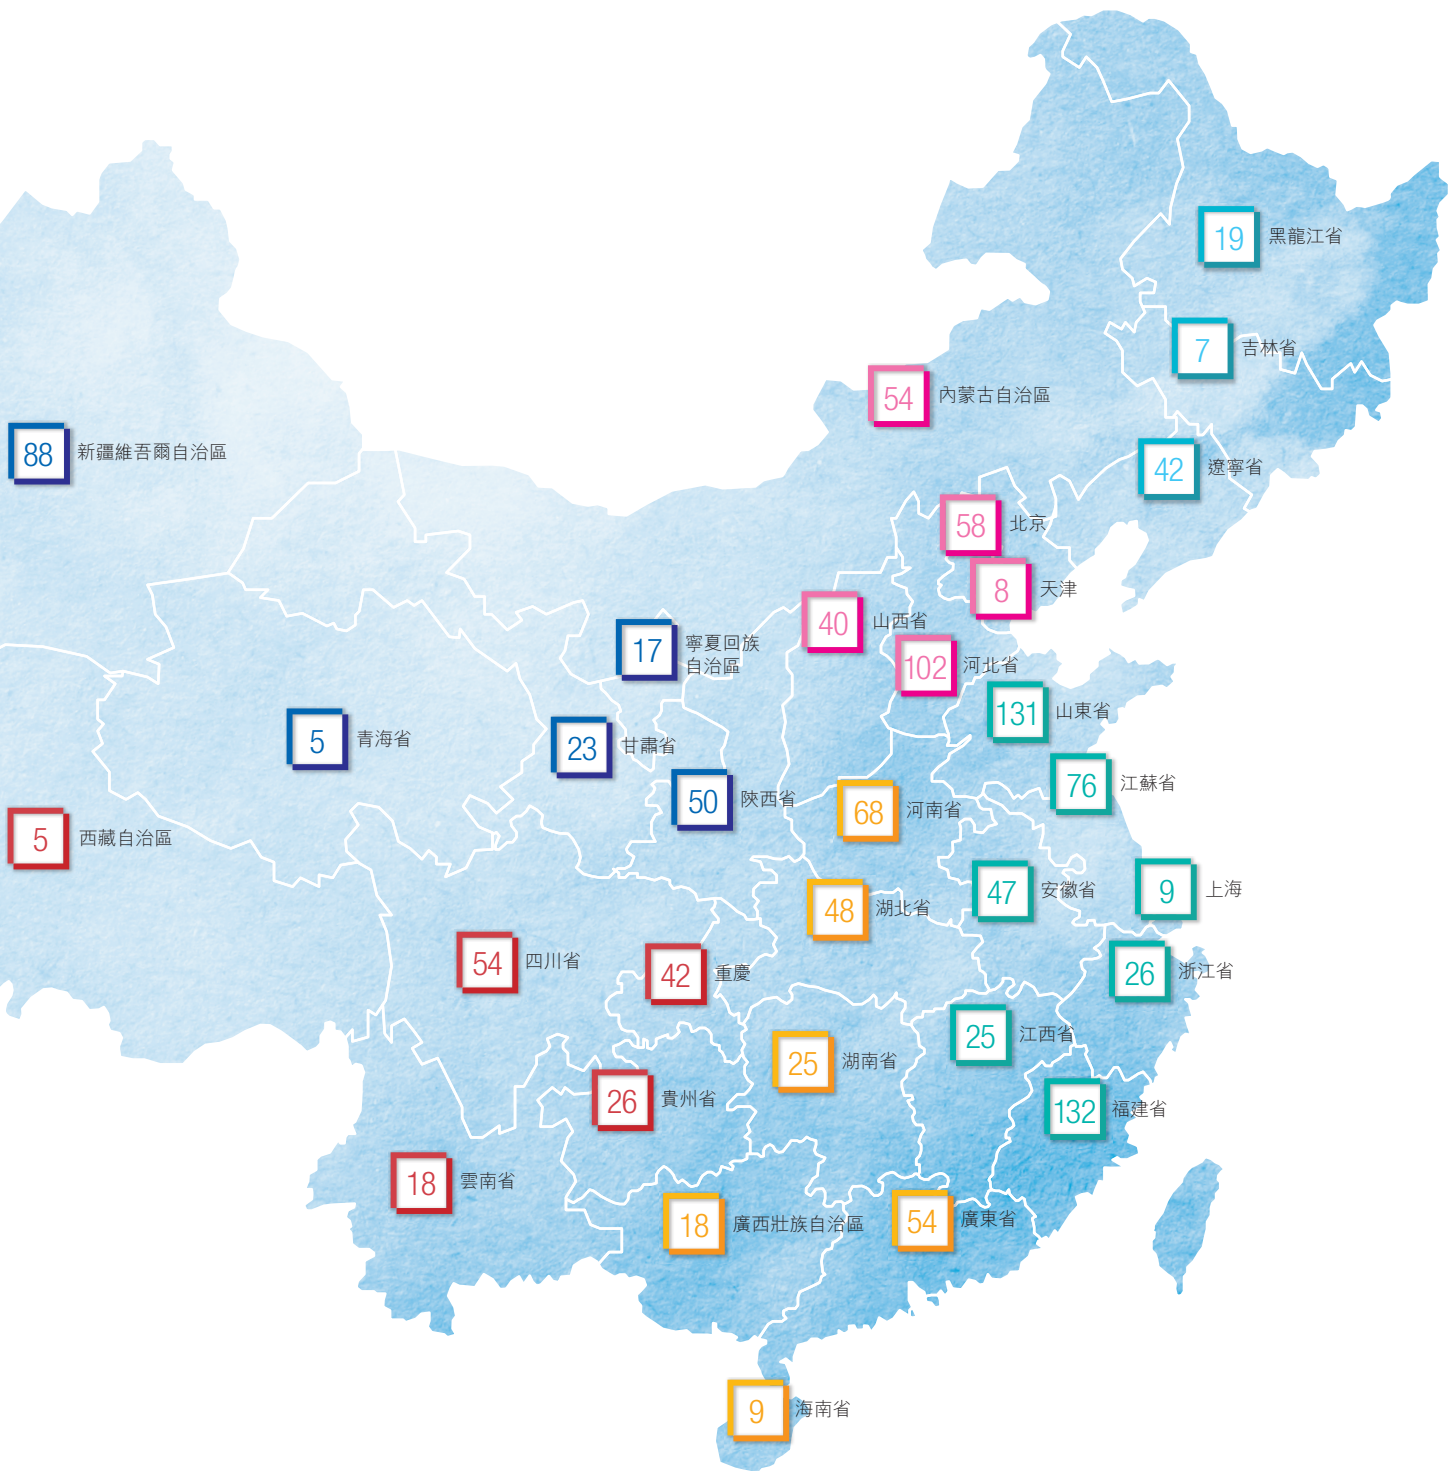 19 黑龍江省
7 吉林省
54 內蒙古自治區
88 新疆維吾爾自治區
42 遼寧省
58 北京
8 天津
40 山西省
17 寧夏回族
自治區
102 河北省
131 山東省
5 青海省
23 甘肅省
76 江蘇省
50 陝西省
68 河南省
5 西藏自治區
47 安徽省
9 上海
48 湖北省
54 四川省
42 重慶
26 浙江省
25 江西省
25 湖南省
26 貴州省
132 福建省
18 雲南省
18 廣西壯族自治區
54 廣東省
9 海南省